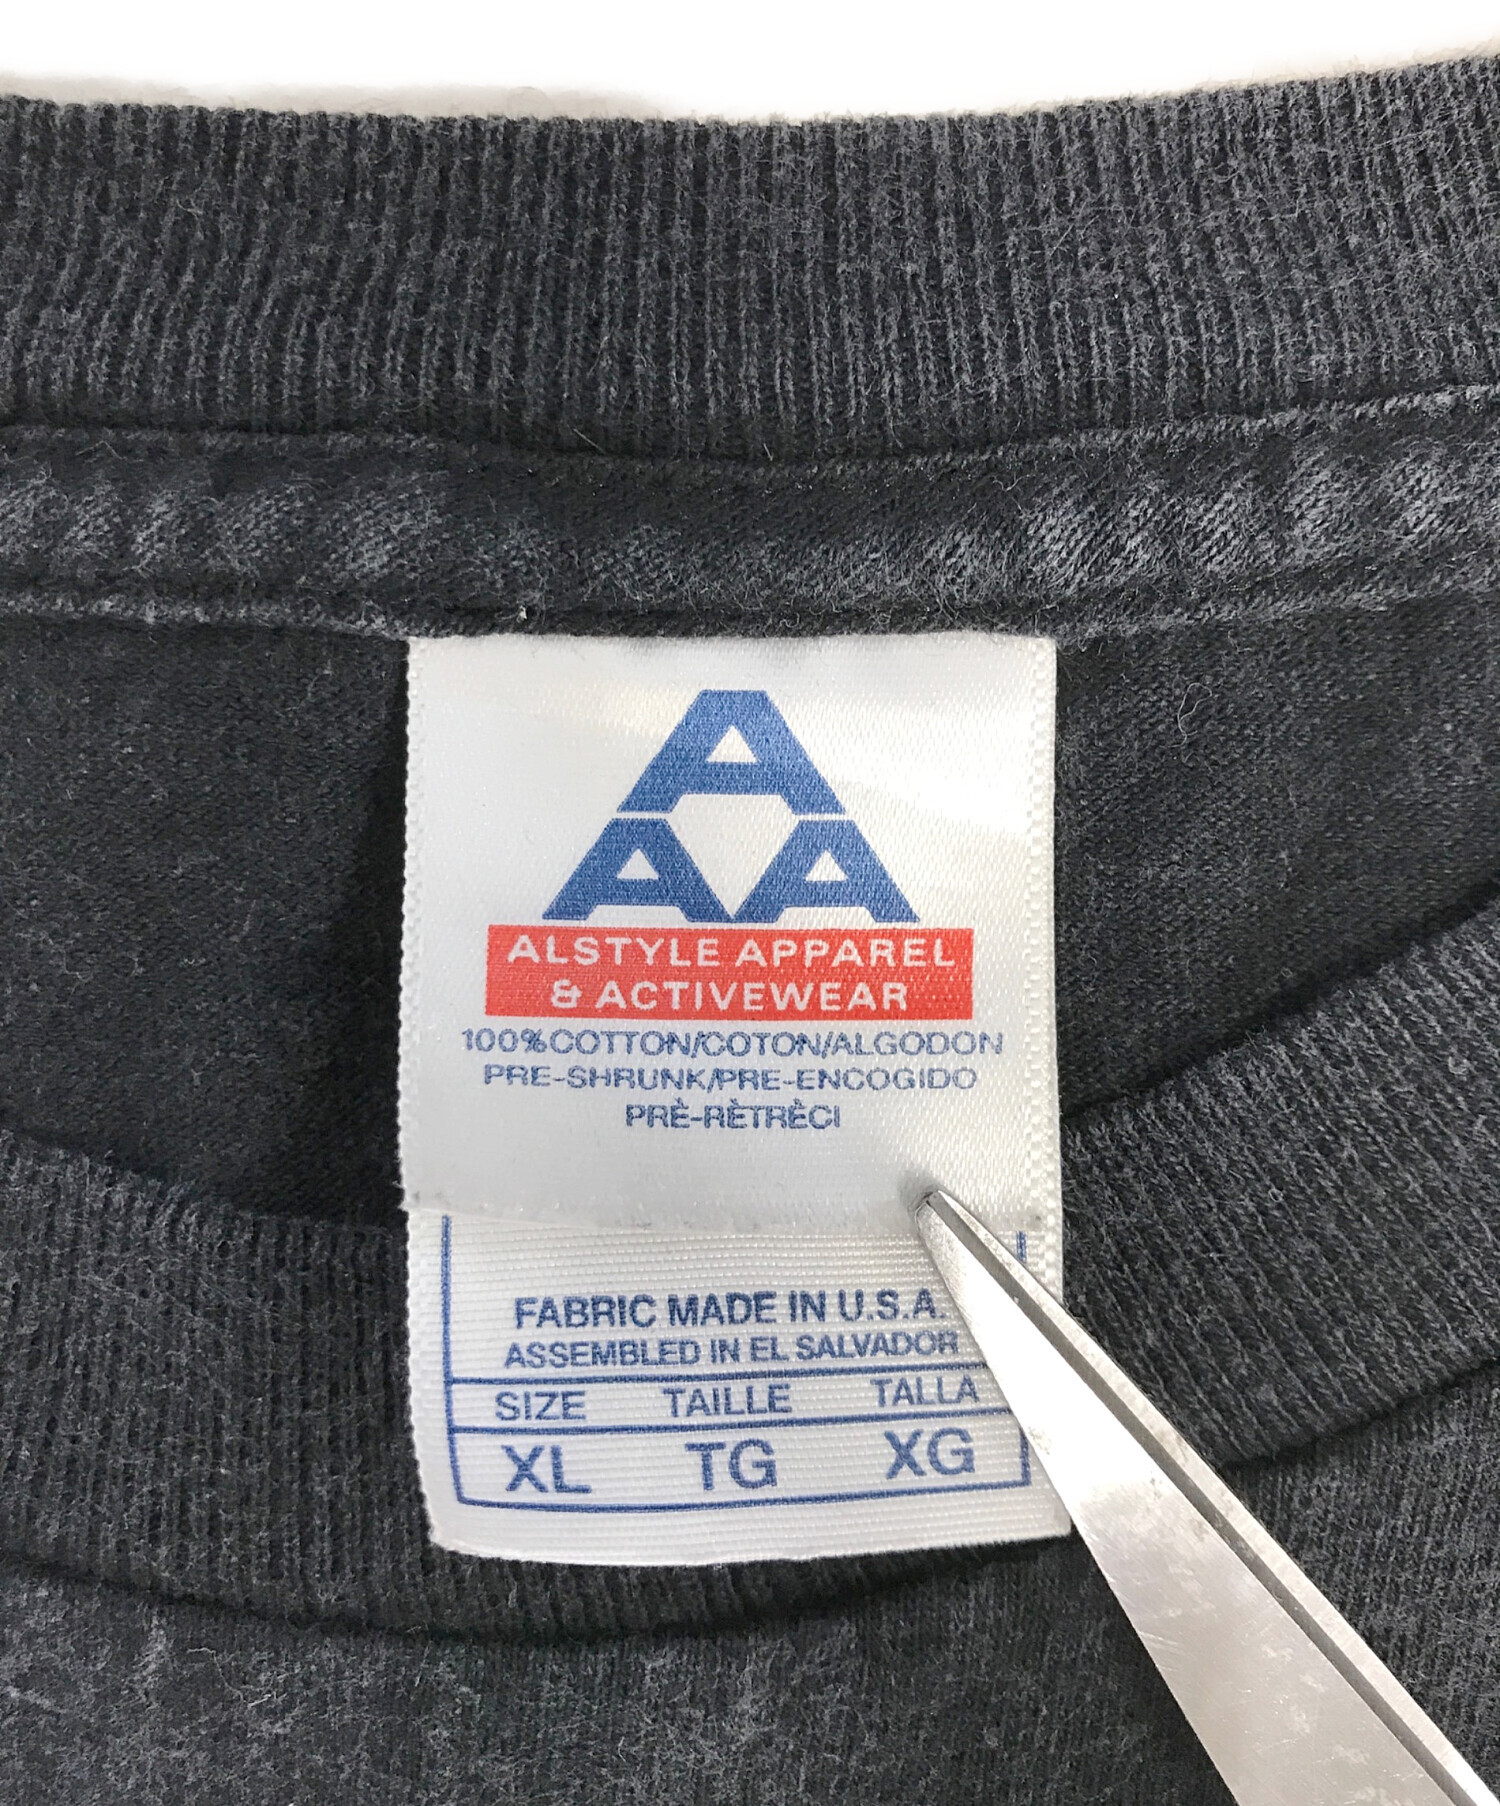 A
AA
ALSTYLE APPAREL
& ACTIVEWEAR
100%COTTON/COTON/ALGODON
PRE-SHRUNK/PRE-ENCOGIDO
PRÈ-RÈTRÈCI
FABRIC MADE IN U.S.A.
ASSEMBLED IN EL SALVADOR
SIZE TAILLE TALLA
XL TG XG